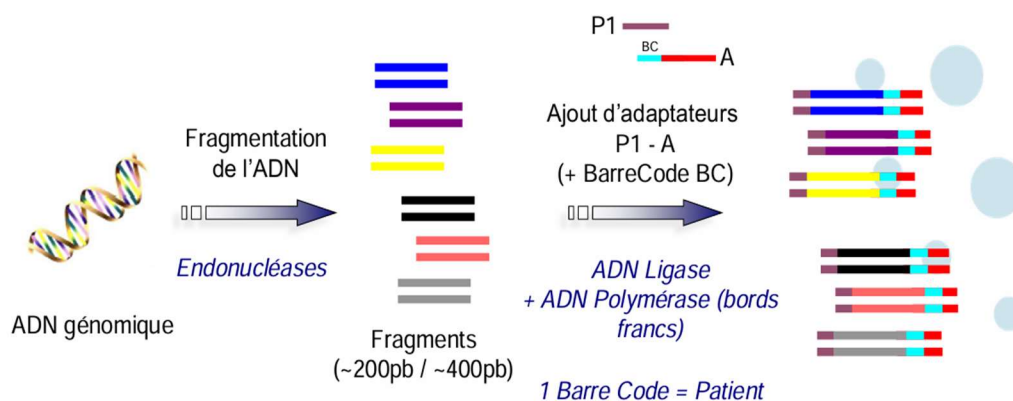 P1
BC
A
Fragmentation
de l'ADN
Endonucléases
ADN génomique
Fragments
(~200pb / ~400pb)
Ajout d'adaptateurs
P1 - A
(+ BarreCode BC)
ADN Ligase
+ ADN Polymérase (bords
francs)
1 Barre Code = Patient